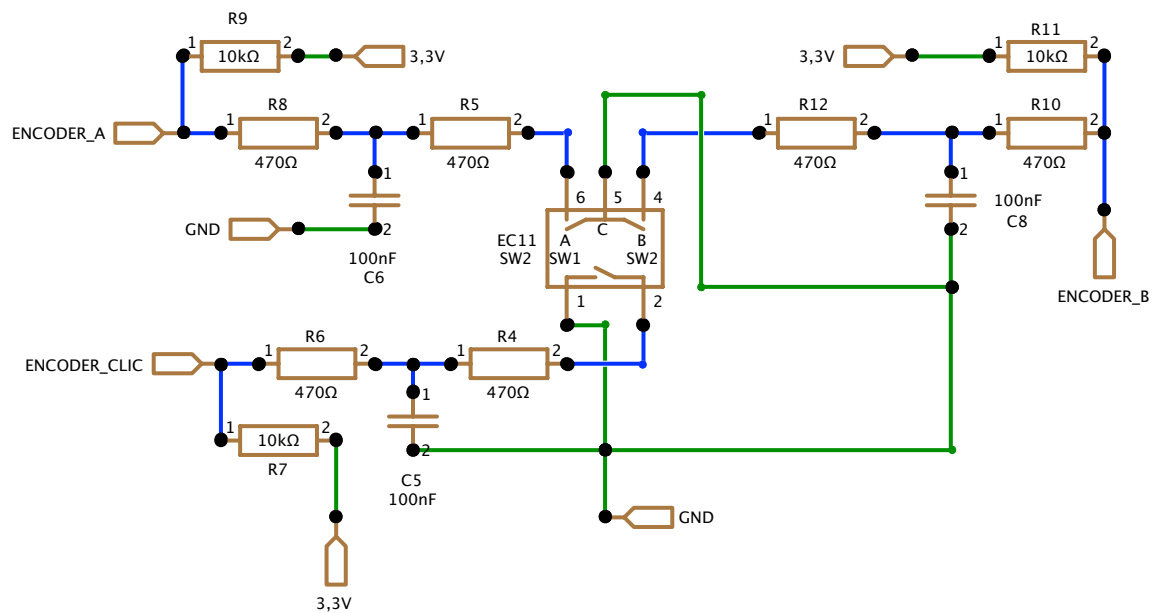 R9
1 2
10kΩ
3,3V
R11
3,3V
1 2
10kΩ
R8
1 2
470Ω
R5
1 2
470Ω
ENCODER_A
R12
1 2
470Ω
R10
1 2
470Ω
1
2
100nF
C6
GND
6 5 4
A C B
EC11
SW2
SW1 SW2
1 2
1
2
100nF
C8
ENCODER_B
ENCODER_CLIC
R6
1 2
470Ω
R4
1 2
470Ω
1
2
C5
100nF
1 2
10kΩ
R7
GND
3,3V